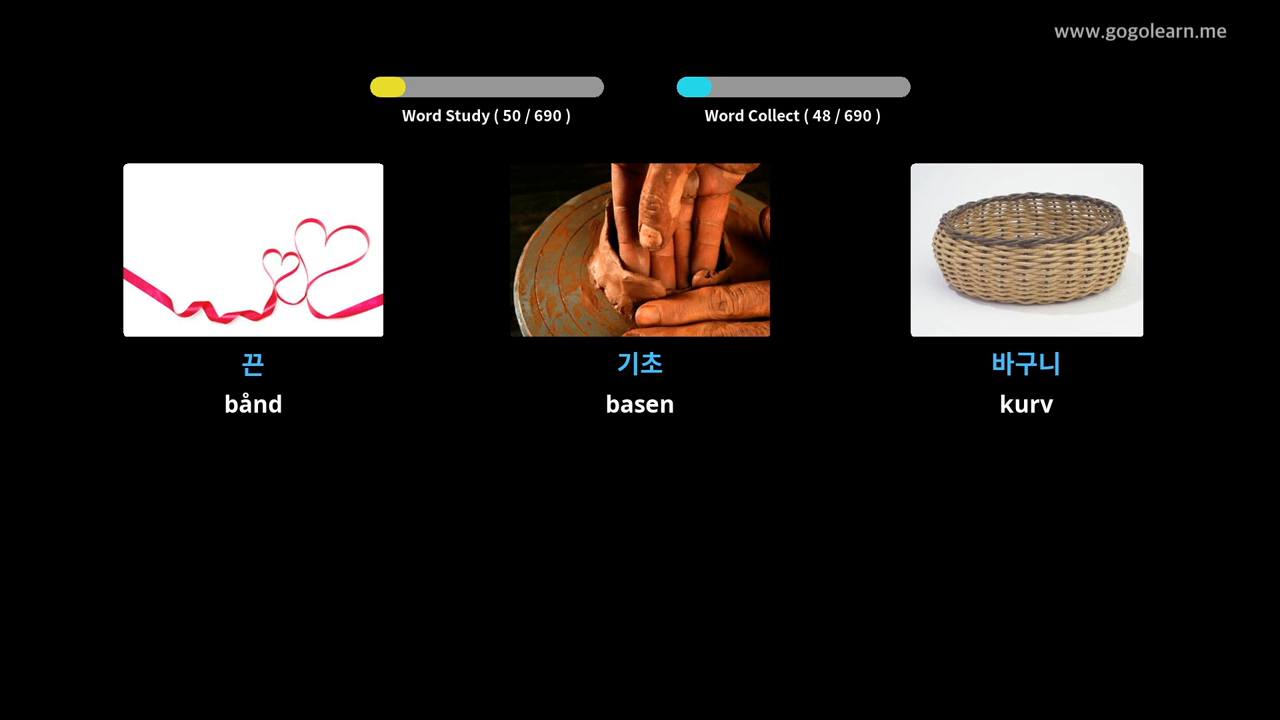 www.gogolearn.me
Word Study ( 50 / 690 )
Word Collect ( 48 / 690 )
끈
기초
바구니
bånd
basen
kurv